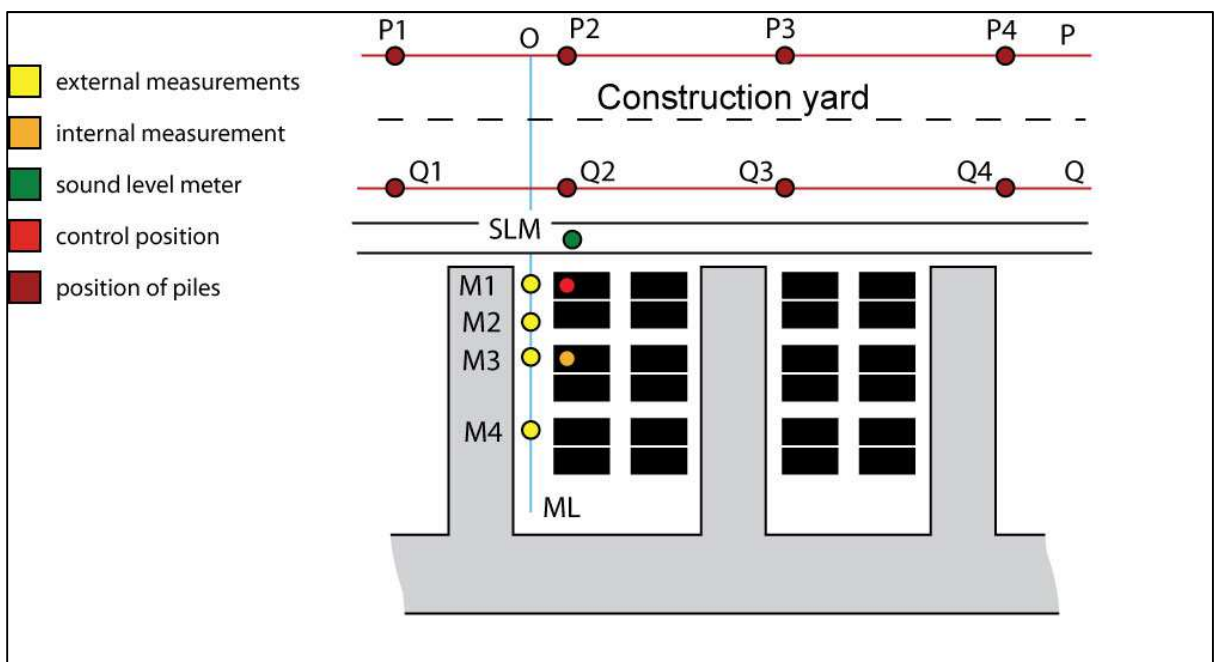 P1 O P2 P3 P4 P
external measurements
Construction yard
internal measurement
Q1 Q2 Q3 Q4 Q
sound level meter
SLM
control position
M1
position of piles
M2
M3
M4
ML